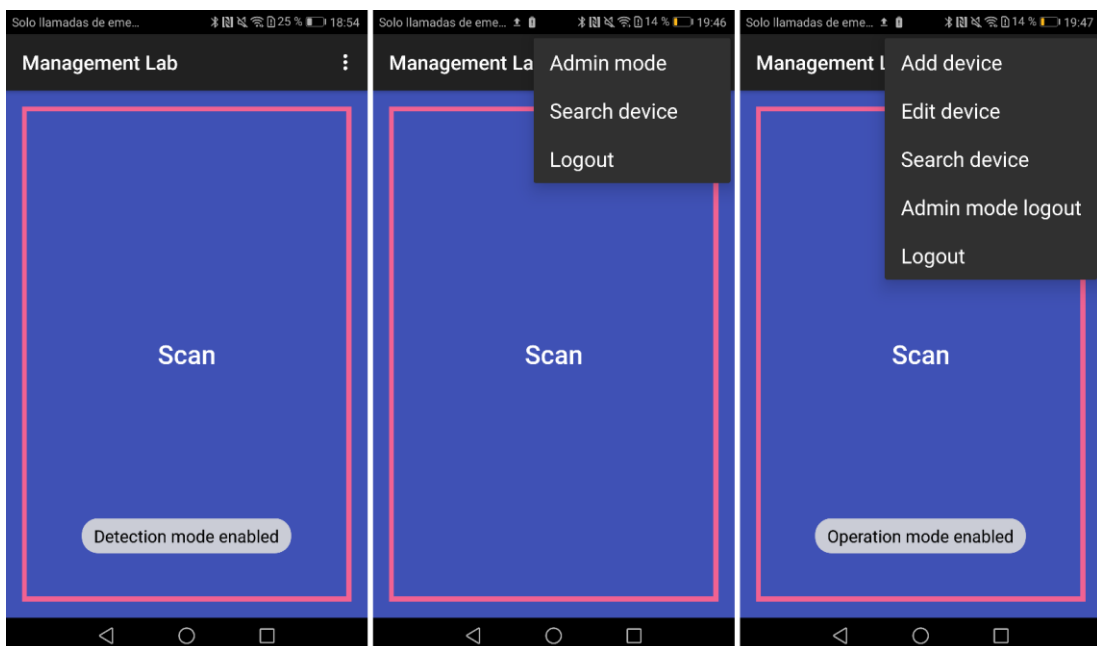 Solo llamadas de eme... 25 % 18:54
Management Lab
Scan
Detection mode enabled
Solo llamadas de eme... 14 % 19:46
Management La
Admin mode
Search device
Logout
Scan
Solo llamadas de eme... 14 % 19:47
Management L
Add device
Edit device
Search device
Admin mode logout
Logout
Scan
Operation mode enabled